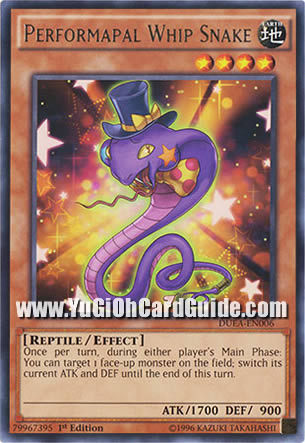 PERFORMAPAL WHIP SNAKE
EARTH
地
www.YuGiOhCardGuide.com
DUEA-EN006
[REPTILE/EFFECT]
Once per turn, during either player's Main Phase:
You can target 1 face-up monster on the field; switch
its current ATK and DEF until the end of this turn.
ATK/1700 DEF/ 900
79967395 1st Edition ©1996 KAZUKI TAKAHASHI